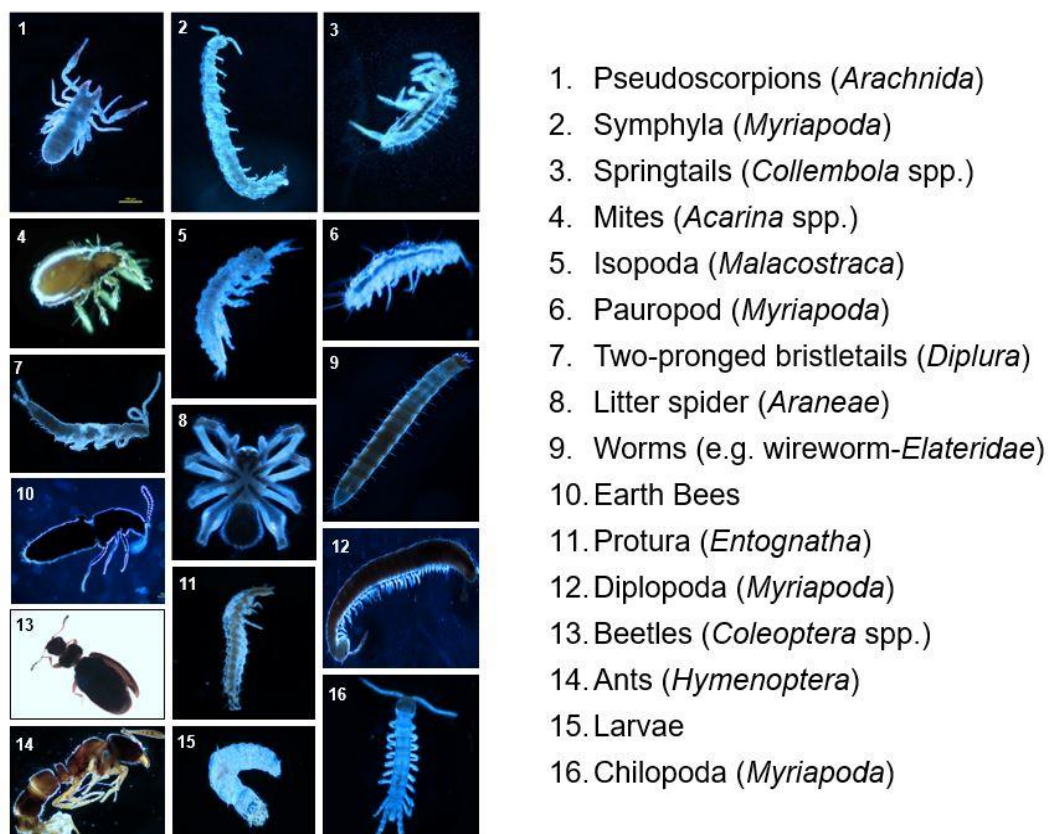 1
2
3
4
5
6
7
8
9
10
11
12
13
14
15
16
1. Pseudoscorpions (Arachnida)
2. Symphyla (Myriapoda)
3. Springtails (Collembola spp.)
4. Mites (Acarina spp.)
5. Isopoda (Malacostraca)
6. Pauropod (Myriapoda)
7. Two-pronged bristletails (Diplura)
8. Litter spider (Araneae)
9. Worms (e.g. wireworm-Elateridae)
10. Earth Bees
11. Protura (Entognatha)
12. Diplopoda (Myriapoda)
13. Beetles (Coleoptera spp.)
14. Ants (Hymenoptera)
15. Larvae
16. Chilopoda (Myriapoda)